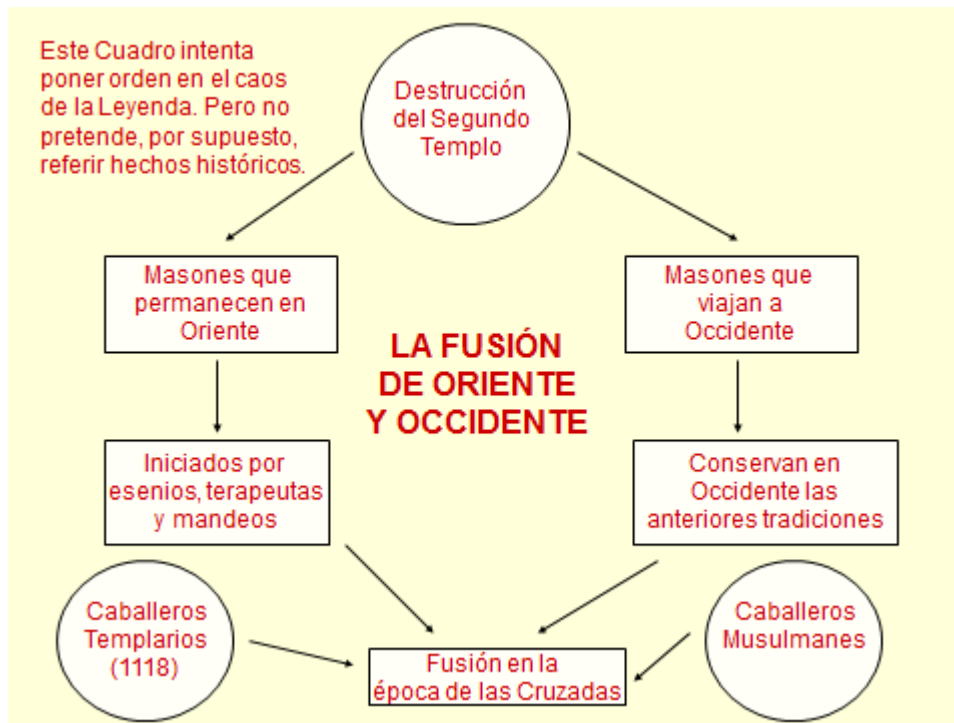 Este Cuadro intenta
poner orden en el caos
de la Leyenda. Pero no
pretende, por supuesto,
referir hechos históricos.
Destrucción
del Segundo
Templo
Masones que
permanecen en
Oriente
Masones que
viajan a
Occidente
LA FUSIÓN
DE ORIENTE
Y OCCIDENTE
Iniciados por
esenios, terapeutas
y mandeos
Conservan en
Occidente las
anteriores tradiciones
Caballeros
Templarios
(1118)
Caballeros
Musulmanes
Fusión en la
época de las Cruzadas